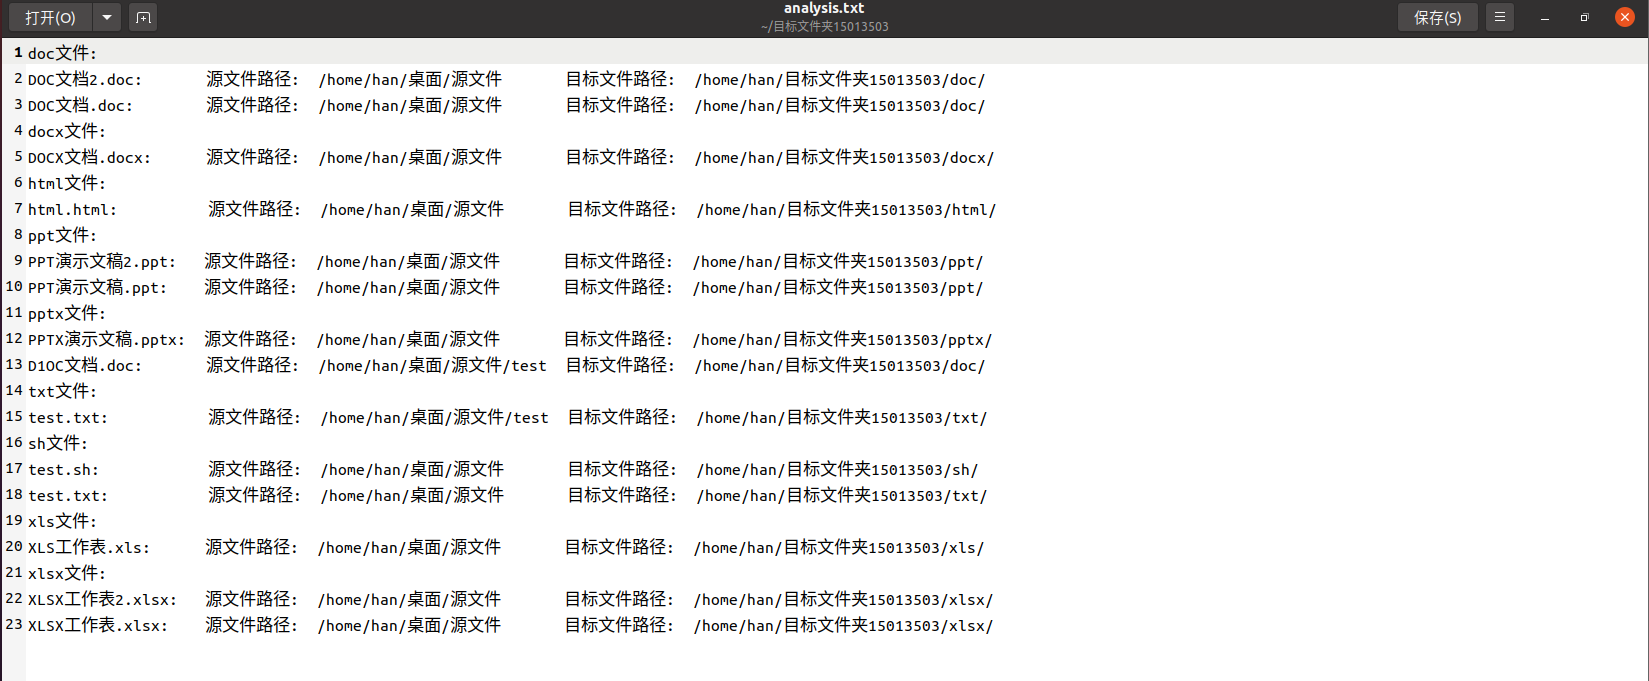 打开(O)
analysis.txt
~/目标文件夹15013503
保存(S)
1 doc文件:
2 DOC文档2.doc: 源文件路径: /home/han/桌面/源文件 目标文件路径: /home/han/目标文件夹15013503/doc/
3 DOC文档.doc: 源文件路径: /home/han/桌面/源文件 目标文件路径: /home/han/目标文件夹15013503/doc/
4 docx文件:
5 DOCX文档.docx: 源文件路径: /home/han/桌面/源文件 目标文件路径: /home/han/目标文件夹15013503/docx/
6 html文件:
7 html.html: 源文件路径: /home/han/桌面/源文件 目标文件路径: /home/han/目标文件夹15013503/html/
8 ppt文件:
9 PPT演示文稿2.ppt: 源文件路径: /home/han/桌面/源文件 目标文件路径: /home/han/目标文件夹15013503/ppt/
10 PPT演示文稿.ppt: 源文件路径: /home/han/桌面/源文件 目标文件路径: /home/han/目标文件夹15013503/ppt/
11 pptx文件:
12 PPTX演示文稿.pptx: 源文件路径: /home/han/桌面/源文件 目标文件路径: /home/han/目标文件夹15013503/pptx/
13 D1OC文档.doc: 源文件路径: /home/han/桌面/源文件/test 目标文件路径: /home/han/目标文件夹15013503/doc/
14 txt文件:
15 test.txt: 源文件路径: /home/han/桌面/源文件/test 目标文件路径: /home/han/目标文件夹15013503/txt/
16 sh文件:
17 test.sh: 源文件路径: /home/han/桌面/源文件 目标文件路径: /home/han/目标文件夹15013503/sh/
18 test.txt: 源文件路径: /home/han/桌面/源文件 目标文件路径: /home/han/目标文件夹15013503/txt/
19 xls文件:
20 XLS工作表.xls: 源文件路径: /home/han/桌面/源文件 目标文件路径: /home/han/目标文件夹15013503/xls/
21 xlsx文件:
22 XLSX工作表2.xlsx: 源文件路径: /home/han/桌面/源文件 目标文件路径: /home/han/目标文件夹15013503/xlsx/
23 XLSX工作表.xlsx: 源文件路径: /home/han/桌面/源文件 目标文件路径: /home/han/目标文件夹15013503/xlsx/